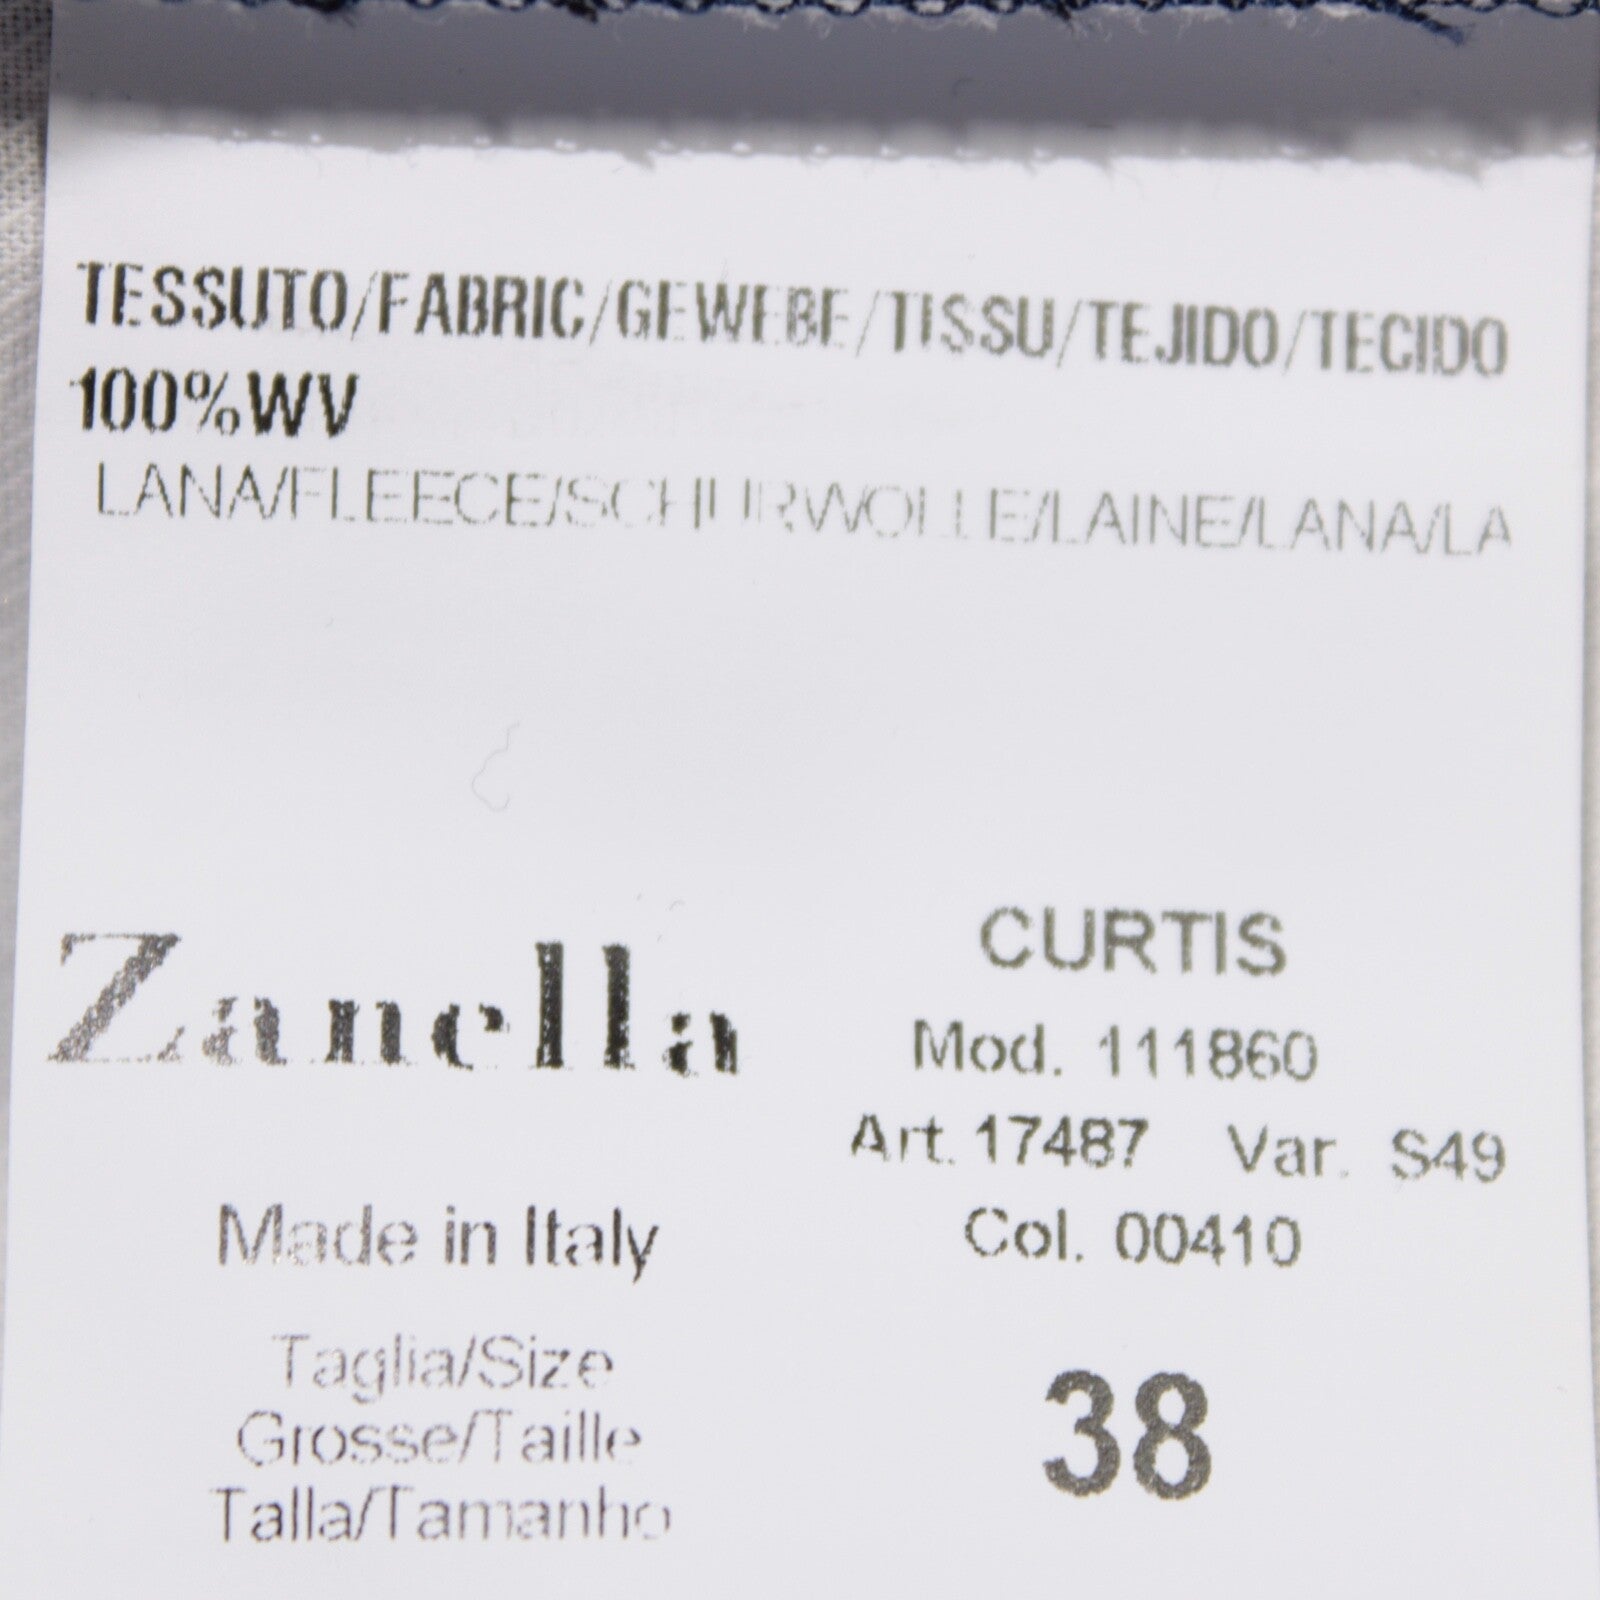 TESSUTO/FABRIC/GEWEBE/TISSU/TEJIDO/TECIDO
100%WV
LANA/FLEECE/SCHURWOLLE/LAINE/LANA/LA
Zanella
Made in Italy
Taglia/Size
Grosse/Taille
Talla/Tamanho
CURTIS
Mod. 111860
Art. 17487 Var. S49
Col. 00410
38